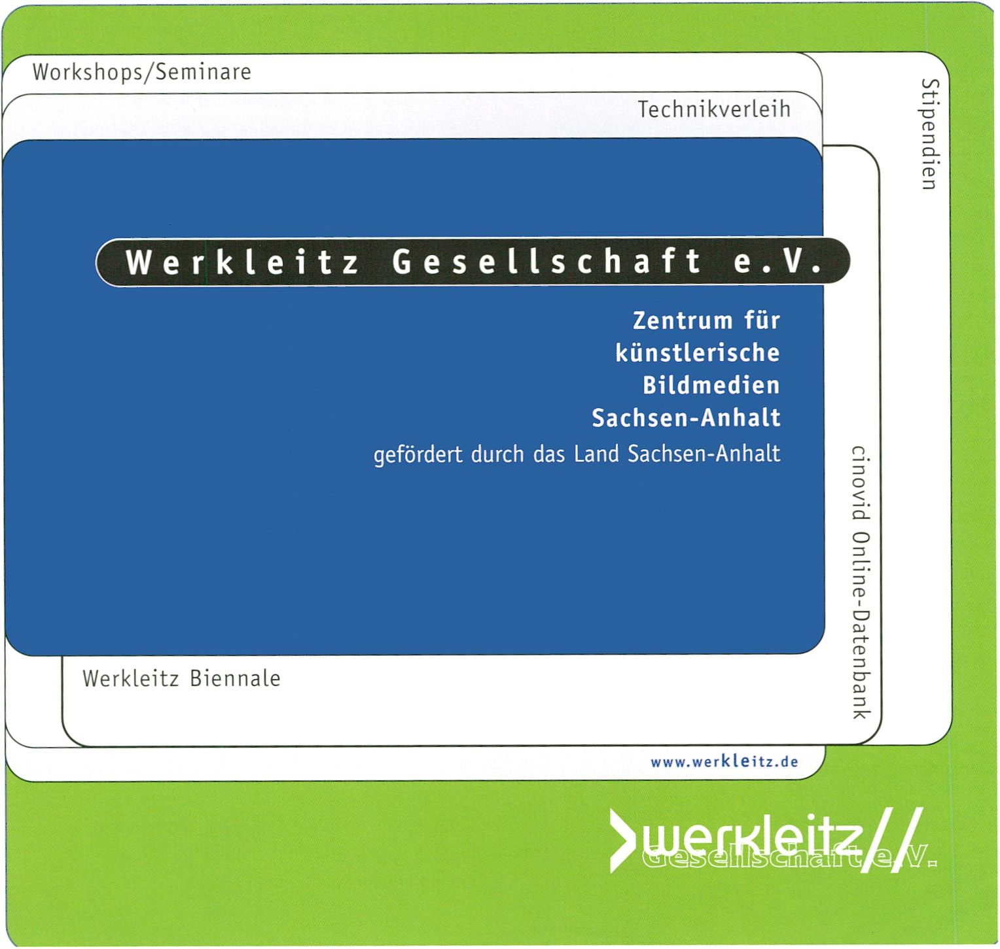 Workshops/Seminare
Technikverleih
Stipendien
Werkleitz Gesellschaft e.V.
Zentrum für
künstlerische
Bildmedien
Sachsen-Anhalt
gefördert durch das Land Sachsen-Anhalt
cinovid Online-Datenbank
Werkleitz Biennale
www.werkleitz.de
werkleitz//
Gesellschaft e.V.